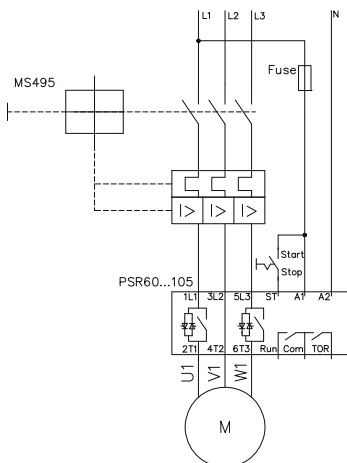 L1 L2 L3 N
Fuse
MS495
I> I> I>
Start
Stop
PSR60...105
1L1 3L2 5L3 ST A1 A2
2T1 4T2 6T3 Run Com TOR
U1 V1 W1
M